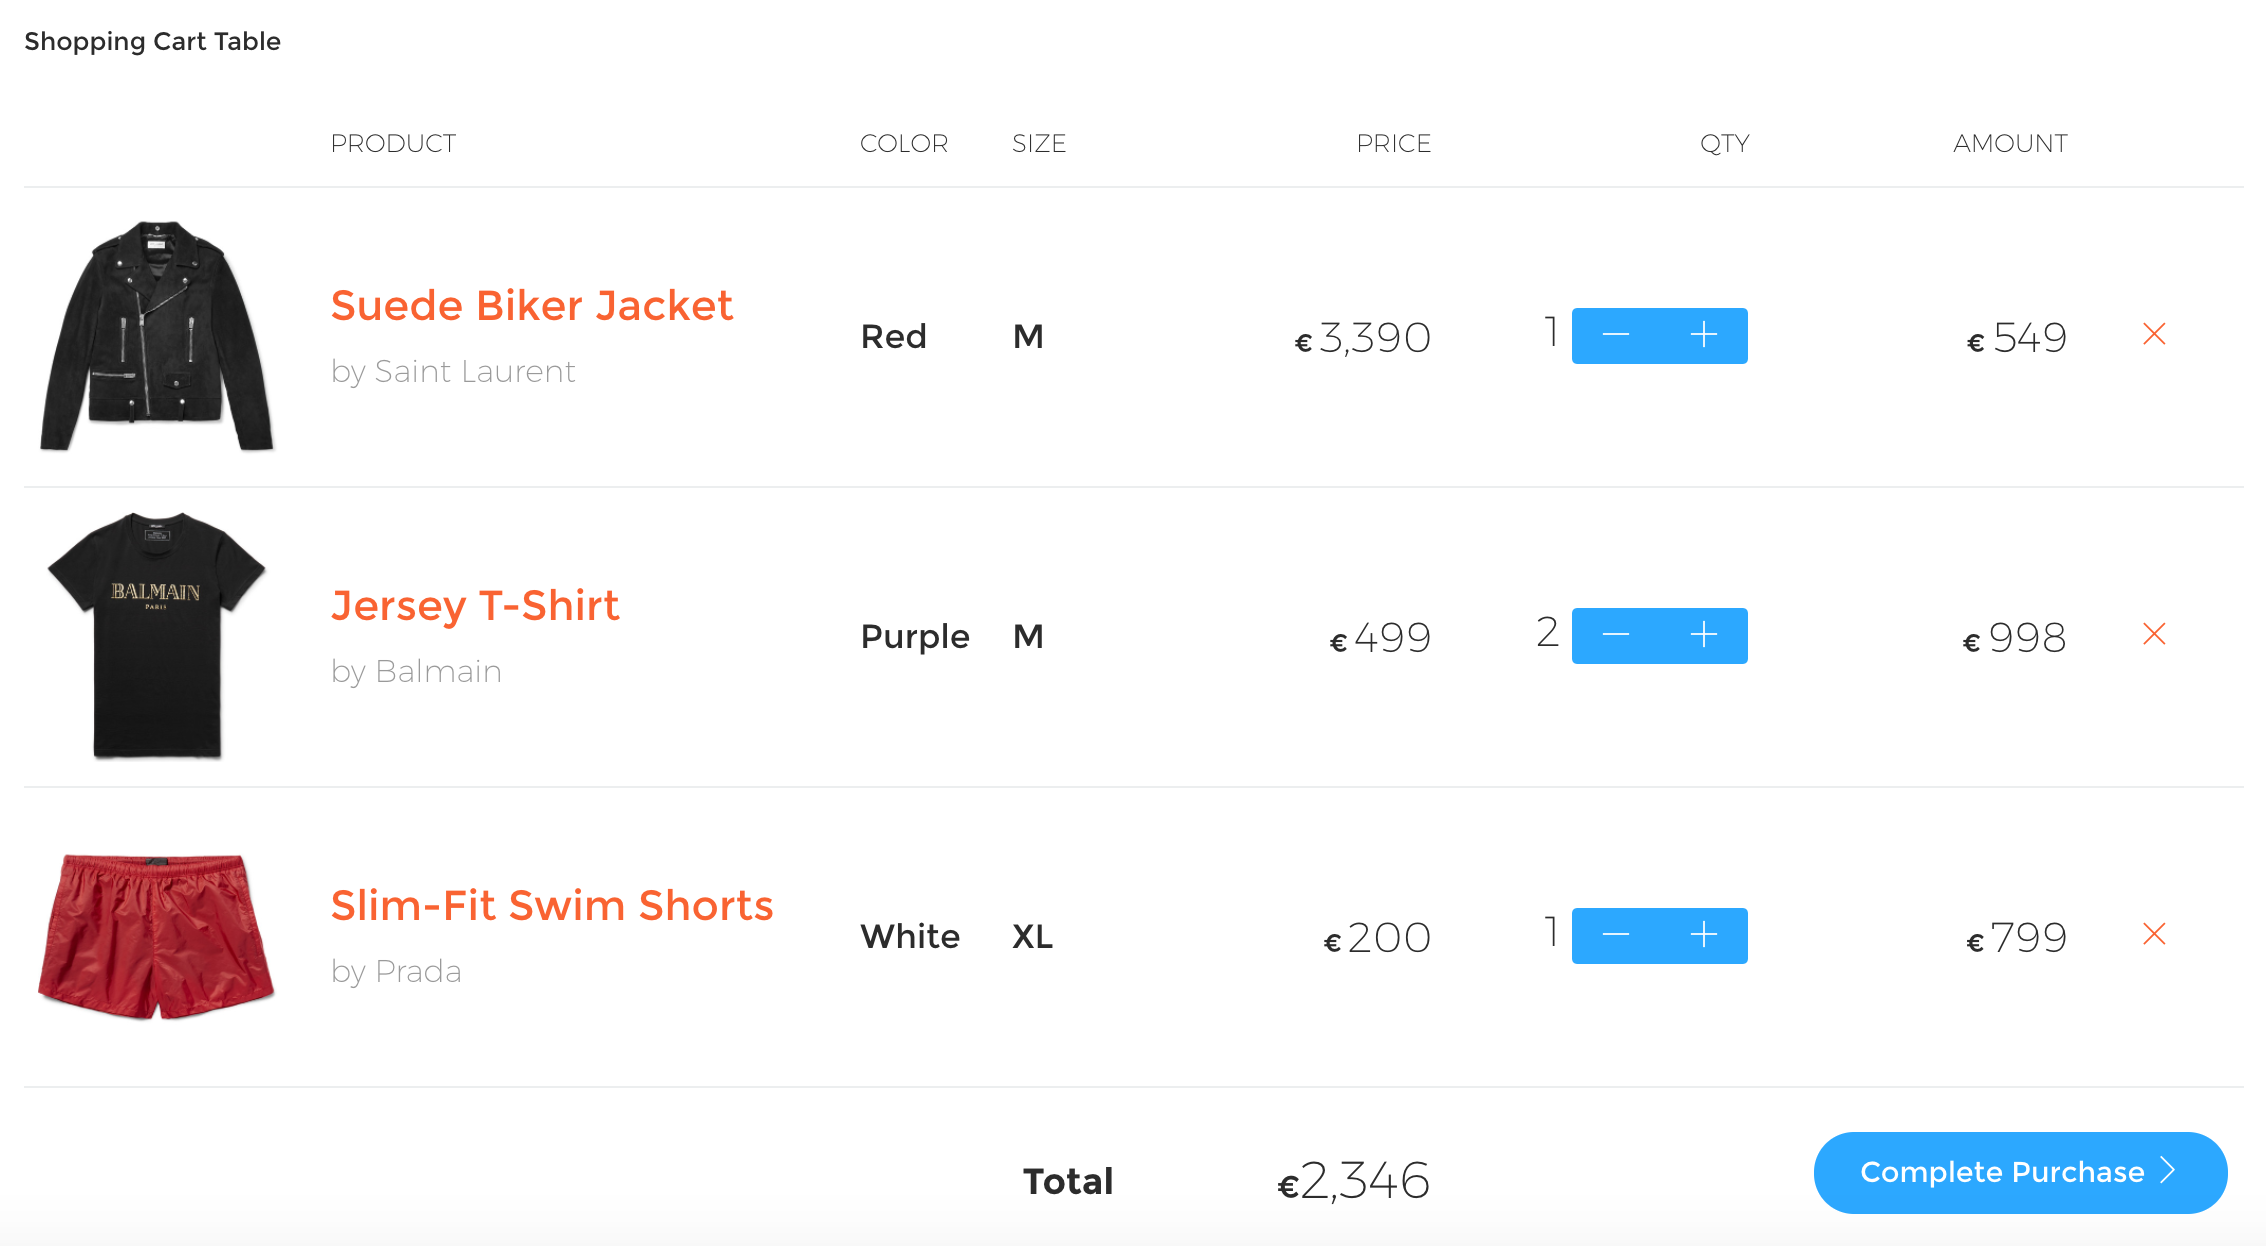 Shopping Cart Table
PRODUCT COLOR SIZE PRICE QTY AMOUNT
Suede Biker Jacket
by Saint Laurent
Red M € 3,390 1 € 549
BALMAIN
PARIS
Jersey T-Shirt
by Balmain
Purple M € 499 2 € 998
Slim-Fit Swim Shorts
by Prada
White XL € 200 1 € 799
Total €2,346 Complete Purchase